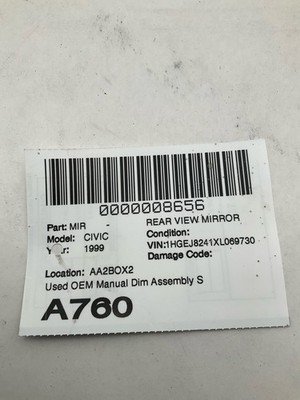 0000008656
Part: MIR - REAR VIEW MIRROR
Model: CIVIC Condition:
Year: 1999 VIN:1HGEJ8241XL069730
Damage Code:
Location: AA2BOX2
Used OEM Manual Dim Assembly S
A760